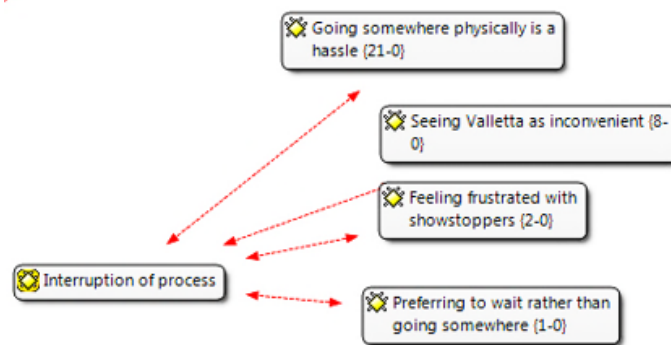 Going somewhere physically is a
hassle {21-0}
Seeing Valletta as inconvenient {8-
0}
Feeling frustrated with
showstoppers {2-0}
Interruption of process
Preferring to wait rather than
going somewhere {1-0}